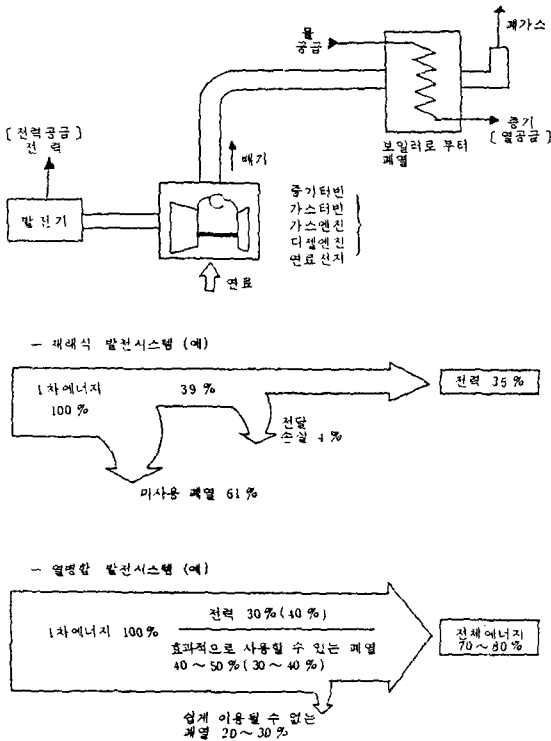 물
공급
폐가스
[전력공급]
전 력
배기
증기
[열공급]
보일러로 부터
폐열
발전기
증기터빈
가스터빈
가스엔진
디젤엔진
연료전지
연료
— 재래식 발전시스템 (예)
1차에너지
100 %
39 %
전력 35 %
전달
손실 4 %
미사용 폐열 61 %
— 열병합 발전시스템 (예)
1차에너지 100 %
전력 30 % (40 %)
효과적으로 사용할 수 있는 폐열
40 ~ 50 % (30 ~ 40 %)
전체에너지
70 ~ 80 %
쉽게 이용될 수 없는
폐열 20 ~ 30 %